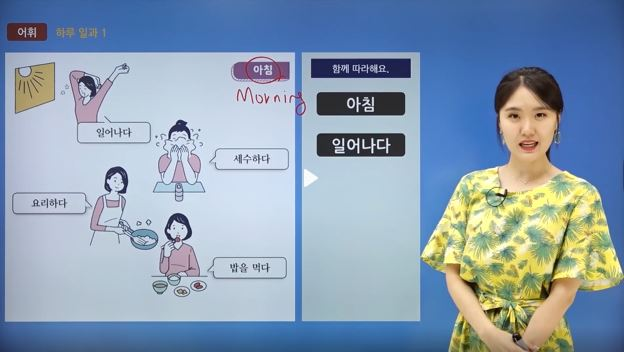 어휘 하루 일과 1
아침
Morning
일어나다
세수하다
요리하다
밥을 먹다
함께 따라해요.
아침
일어나다